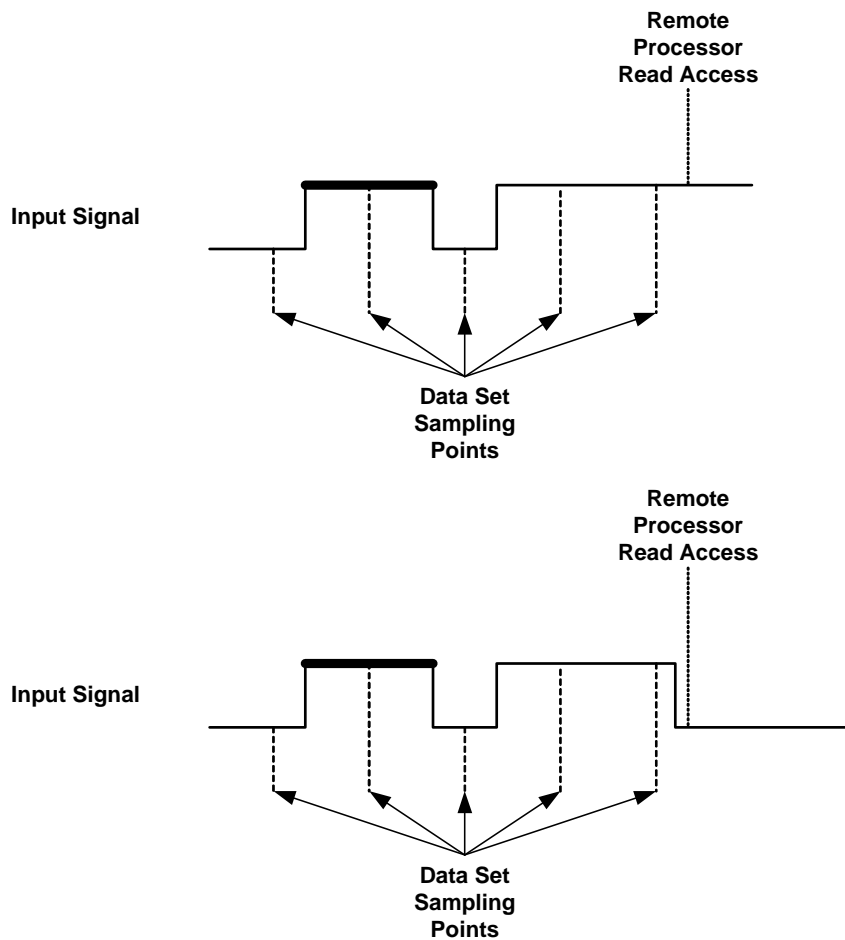 Remote
Processor
Read Access
Input Signal
Data Set
Sampling
Points
Remote
Processor
Read Access
Input Signal
Data Set
Sampling
Points